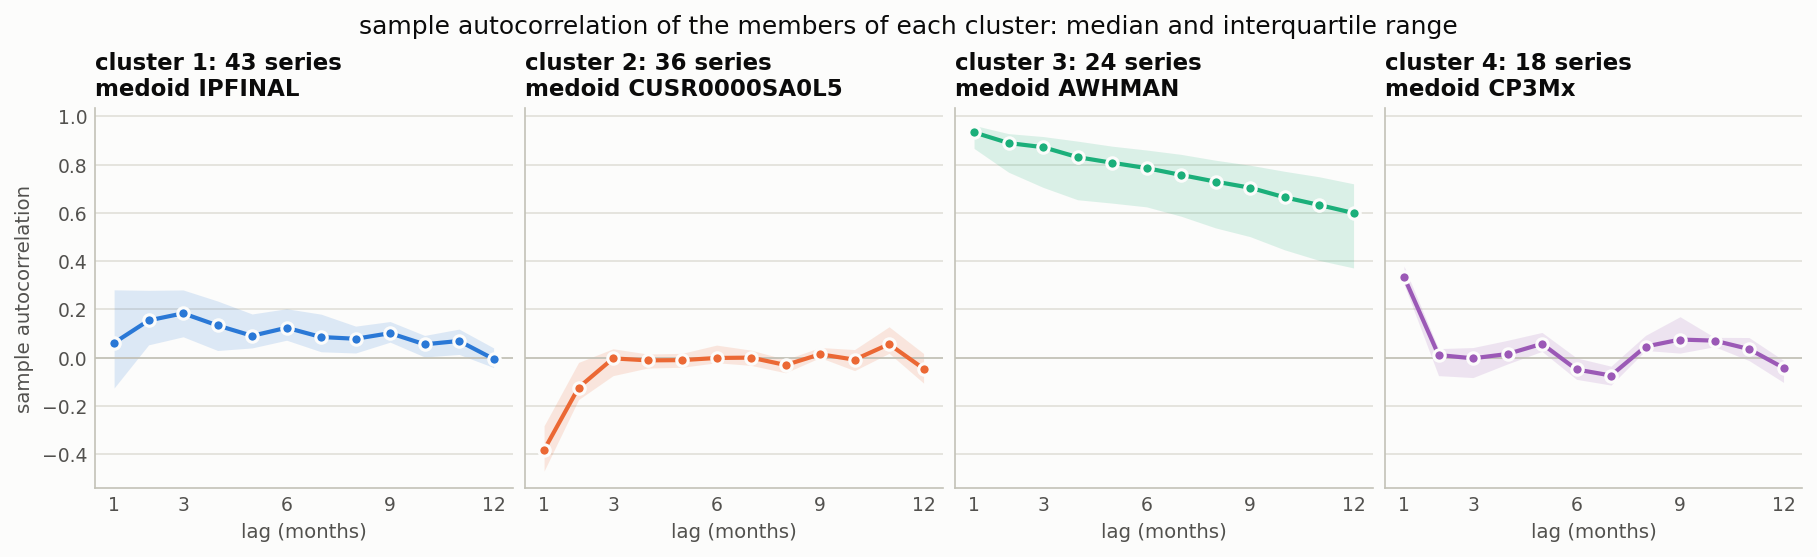 sample autocorrelation of the members of each cluster: median and interquartile range
cluster 1: 43 series
medoid IPFINAL
cluster 2: 36 series
medoid CUSR0000SA0L5
cluster 3: 24 series
medoid AWHMAN
cluster 4: 18 series
medoid CP3Mx
sample autocorrelation
1.0
0.8
0.6
0.4
0.2
0.0
−0.2
−0.4
1 3 6 9 12
1 3 6 9 12
1 3 6 9 12
1 3 6 9 12
lag (months)
lag (months)
lag (months)
lag (months)